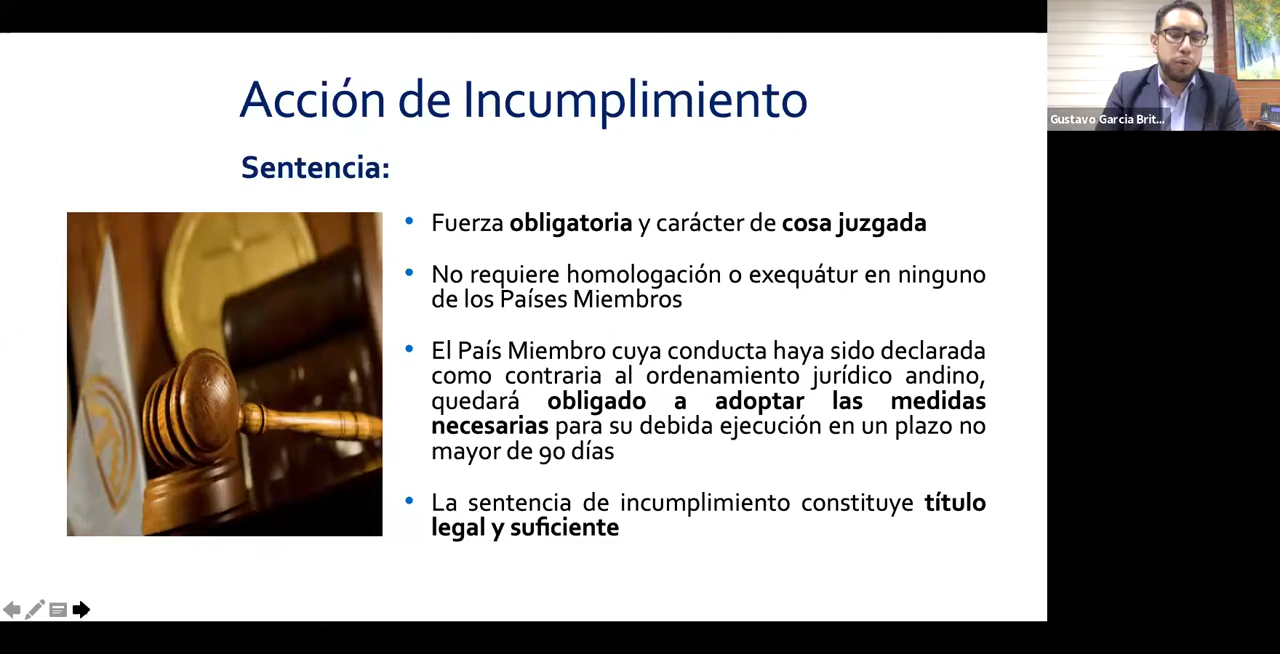 Acción de Incumplimiento
Sentencia:
• Fuerza obligatoria y carácter de cosa juzgada
• No requiere homologación o exequátur en ninguno
de los Países Miembros
• El País Miembro cuya conducta haya sido declarada
como contraria al ordenamiento jurídico andino,
quedará obligado a adoptar las medidas
necesarias para su debida ejecución en un plazo no
mayor de 90 días
• La sentencia de incumplimiento constituye título
legal y suficiente
Gustavo Garcia Brit...